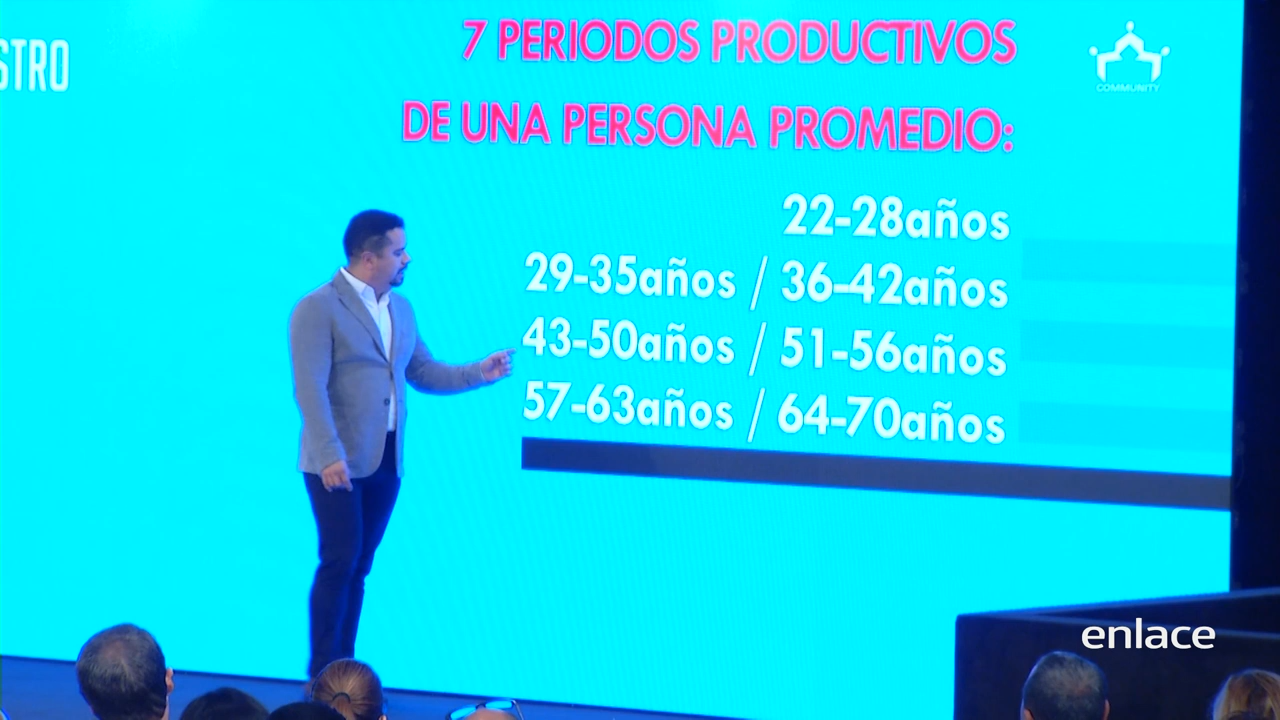 STRO
7 PERIODOS PRODUCTIVOS
DE UNA PERSONA PROMEDIO:
COMMUNITY
22-28años
29-35años / 36-42años
43-50años / 51-56años
57-63años / 64-70años
enlace